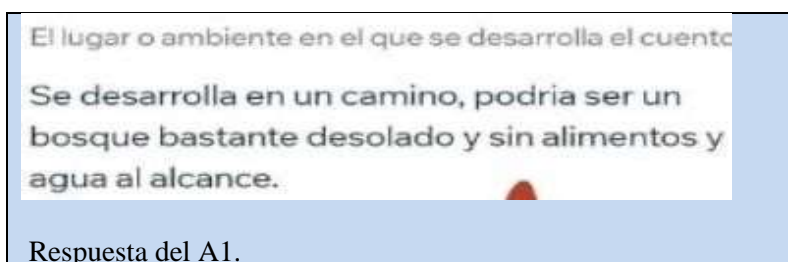 El lugar o ambiente en el que se desarrolla el cuento
Se desarrolla en un camino, podria ser un
bosque bastante desolado y sin alimentos y
agua al alcance.
Respuesta del A1.